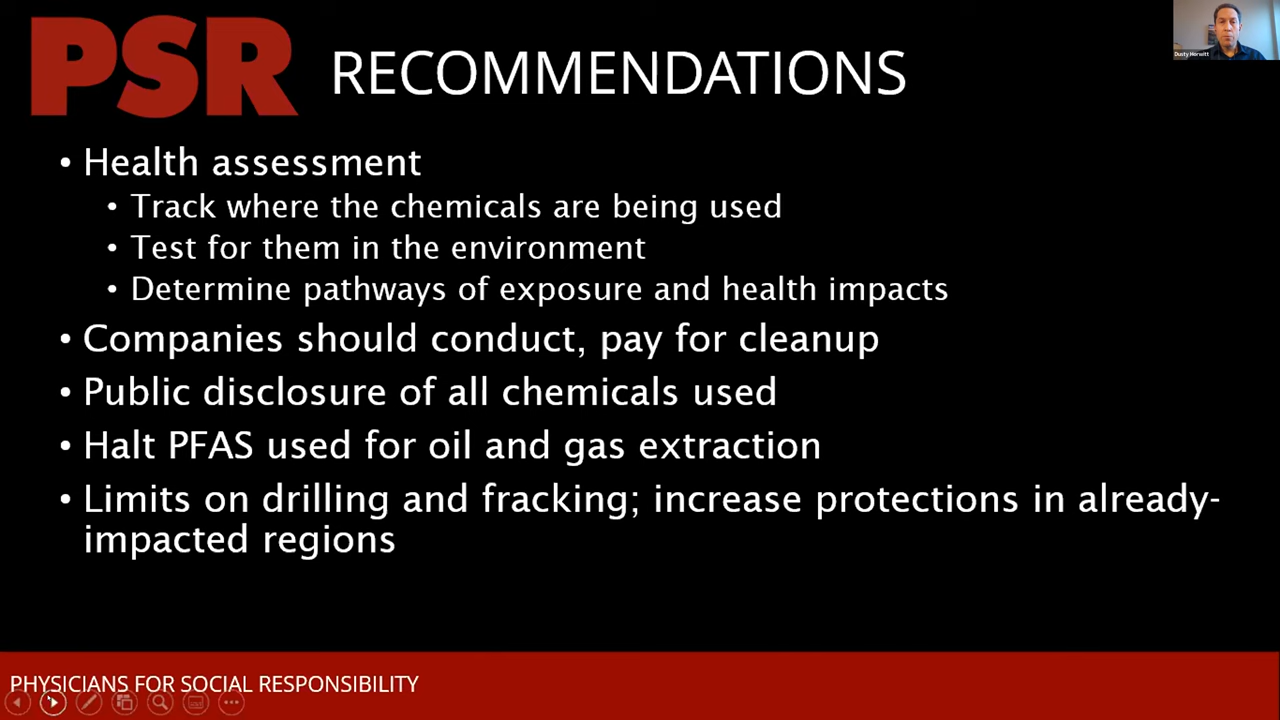 PSR RECOMMENDATIONS
Dusty Horwitt
• Health assessment
• Track where the chemicals are being used
• Test for them in the environment
• Determine pathways of exposure and health impacts
• Companies should conduct, pay for cleanup
• Public disclosure of all chemicals used
• Halt PFAS used for oil and gas extraction
• Limits on drilling and fracking; increase protections in already-
impacted regions
PHYSICIANS FOR SOCIAL RESPONSIBILITY